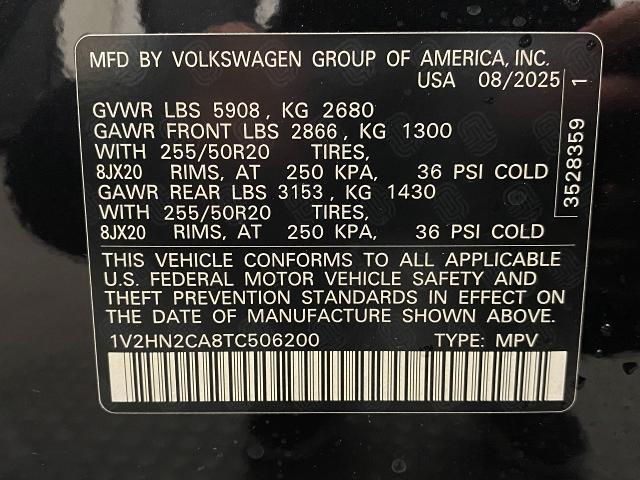 MFD BY VOLKSWAGEN GROUP OF AMERICA, INC.
USA 08/2025
GVWR LBS 5908, KG 2680
GAWR FRONT LBS 2866, KG 1300
WITH 255/50R20 TIRES,
8JX20 RIMS, AT 250 KPA, 36 PSI COLD
GAWR REAR LBS 3153, KG 1430
WITH 255/50R20 TIRES,
8JX20 RIMS, AT 250 KPA, 36 PSI COLD
3528359 1
THIS VEHICLE CONFORMS TO ALL APPLICABLE
U.S. FEDERAL MOTOR VEHICLE SAFETY AND
THEFT PREVENTION STANDARDS IN EFFECT ON
THE DATE OF MANUFACTURE SHOWN ABOVE.
1V2HN2CA8TC506200 TYPE: MPV